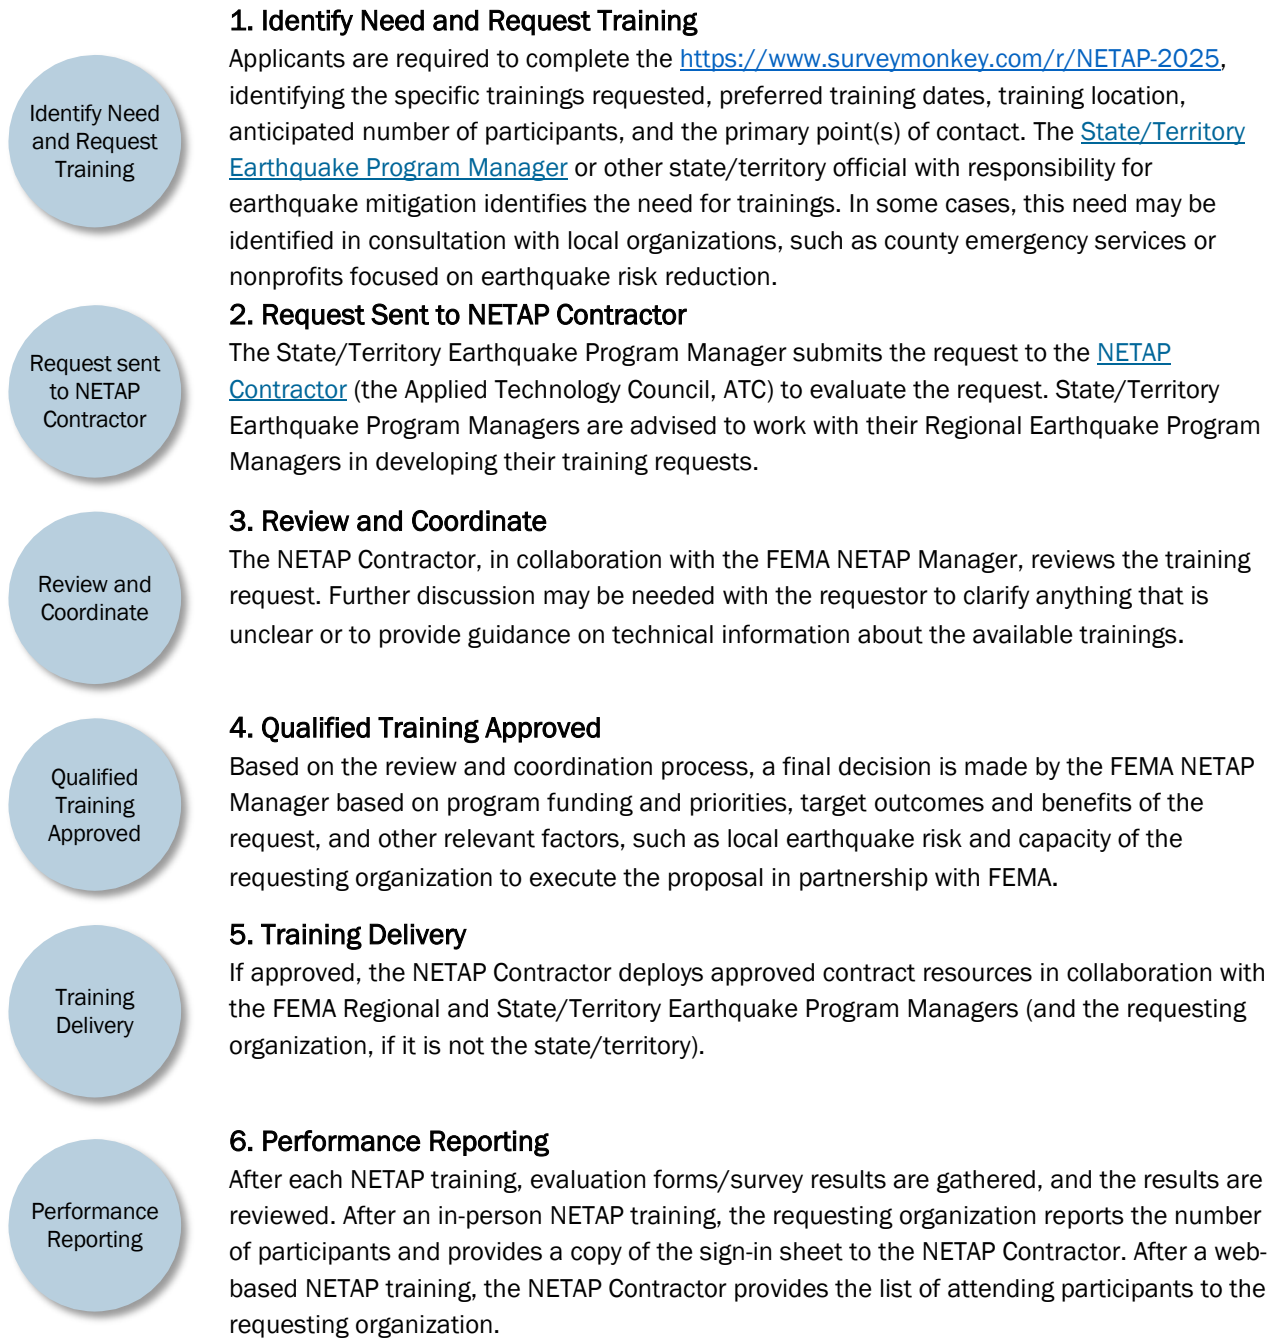 Identify Need
and Request
Training
1. Identify Need and Request Training
Applicants are required to complete the https://www.surveymonkey.com/r/NETAP-2025,
identifying the specific trainings requested, preferred training dates, training location,
anticipated number of participants, and the primary point(s) of contact. The State/Territory
Earthquake Program Manager or other state/territory official with responsibility for
earthquake mitigation identifies the need for trainings. In some cases, this need may be
identified in consultation with local organizations, such as county emergency services or
nonprofits focused on earthquake risk reduction.
Request sent
to NETAP
Contractor
2. Request Sent to NETAP Contractor
The State/Territory Earthquake Program Manager submits the request to the NETAP
Contractor (the Applied Technology Council, ATC) to evaluate the request. State/Territory
Earthquake Program Managers are advised to work with their Regional Earthquake Program
Managers in developing their training requests.
Review and
Coordinate
3. Review and Coordinate
The NETAP Contractor, in collaboration with the FEMA NETAP Manager, reviews the training
request. Further discussion may be needed with the requestor to clarify anything that is
unclear or to provide guidance on technical information about the available trainings.
Qualified
Training
Approved
4. Qualified Training Approved
Based on the review and coordination process, a final decision is made by the FEMA NETAP
Manager based on program funding and priorities, target outcomes and benefits of the
request, and other relevant factors, such as local earthquake risk and capacity of the
requesting organization to execute the proposal in partnership with FEMA.
Training
Delivery
5. Training Delivery
If approved, the NETAP Contractor deploys approved contract resources in collaboration with
the FEMA Regional and State/Territory Earthquake Program Managers (and the requesting
organization, if it is not the state/territory).
Performance
Reporting
6. Performance Reporting
After each NETAP training, evaluation forms/survey results are gathered, and the results are
reviewed. After an in-person NETAP training, the requesting organization reports the number
of participants and provides a copy of the sign-in sheet to the NETAP Contractor. After a web-
based NETAP training, the NETAP Contractor provides the list of attending participants to the
requesting organization.